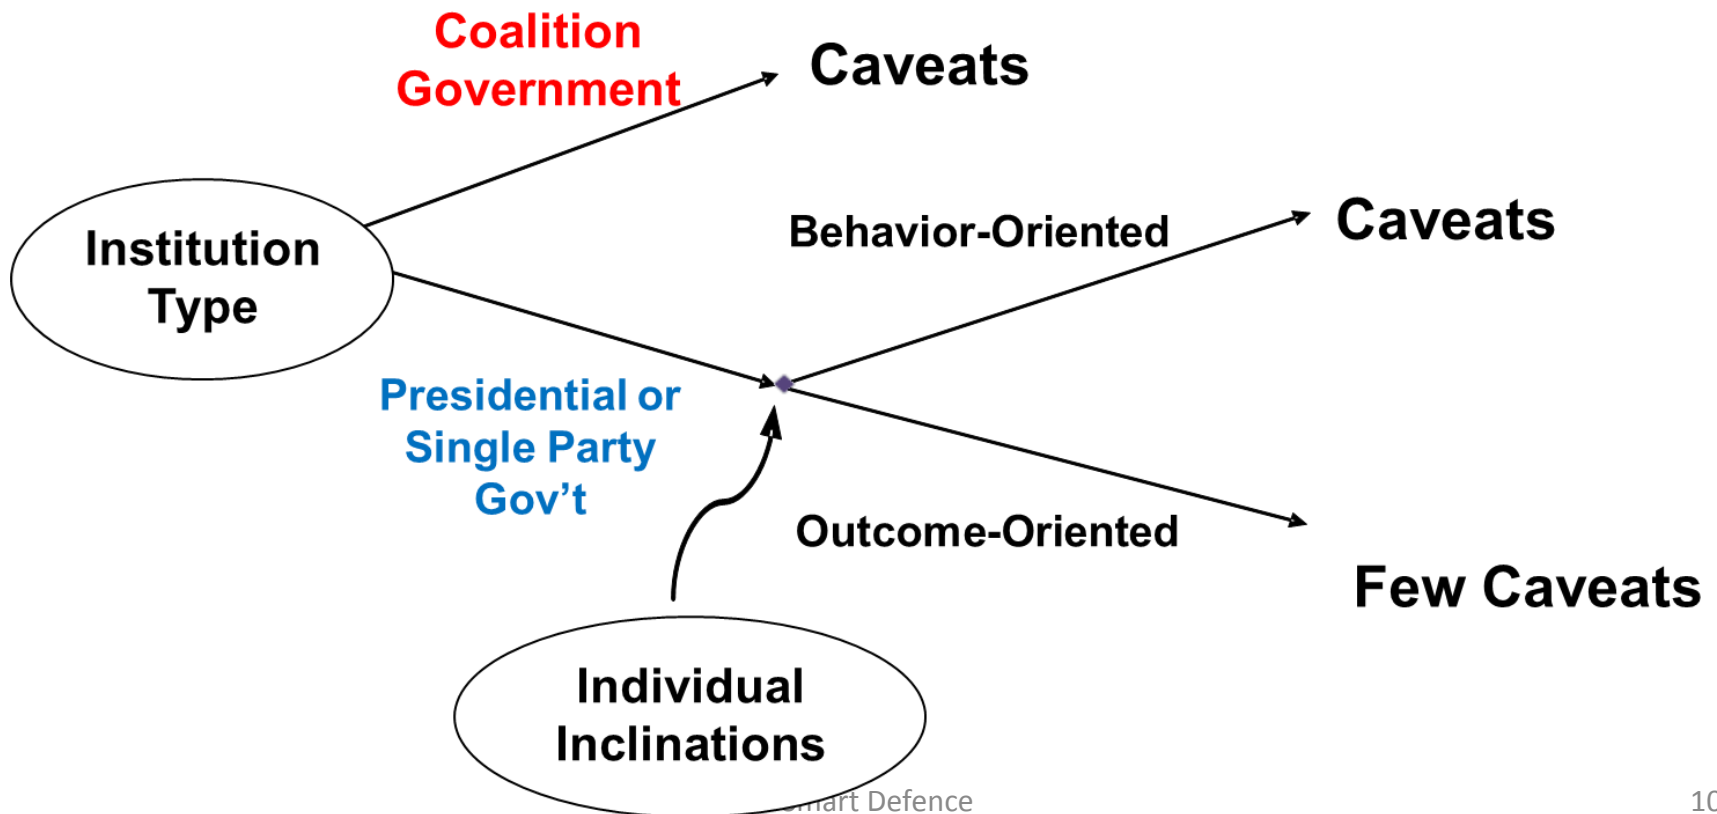 Coalition
Government
Caveats
Institution
Type
Behavior-Oriented
Caveats
Presidential or
Single Party
Gov’t
Outcome-Oriented
Few Caveats
Individual
Inclinations
Defence